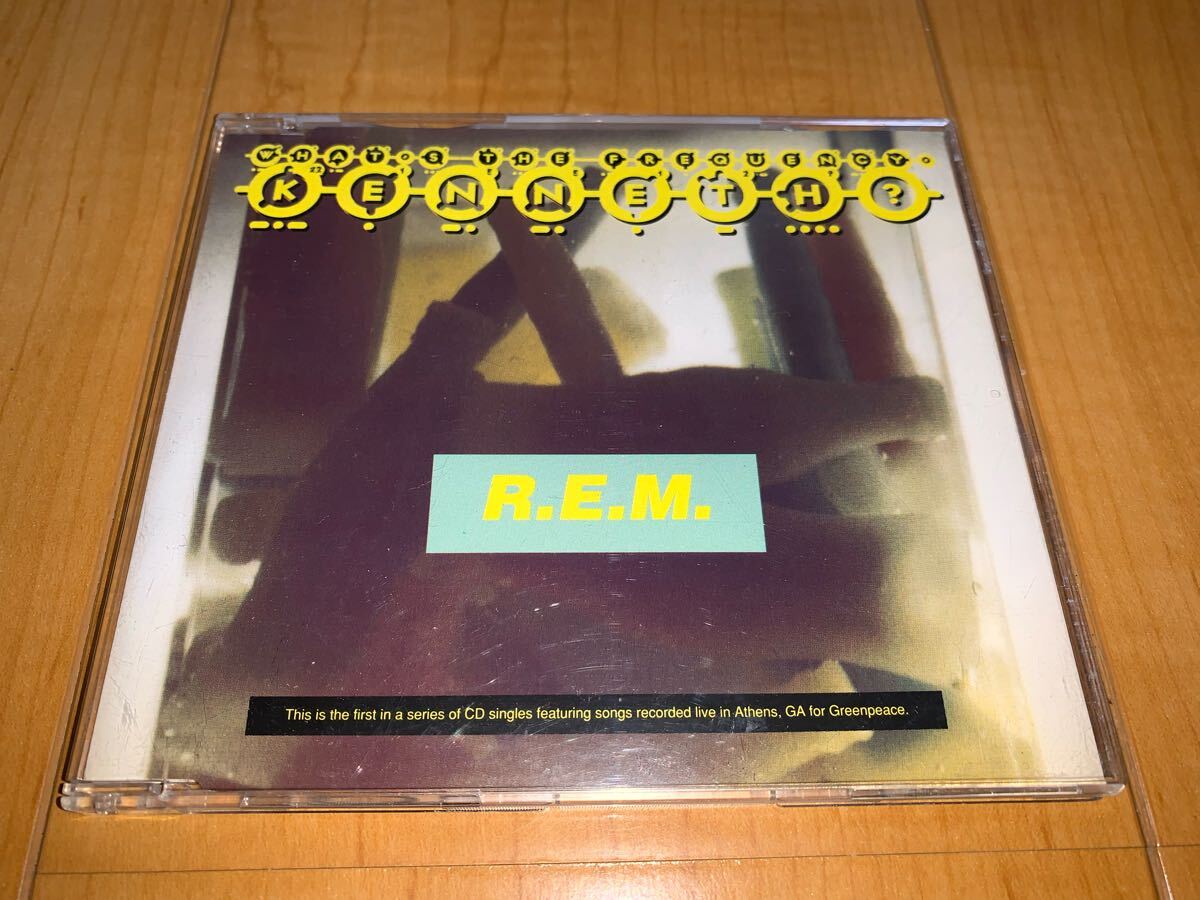 WHAT'S THE FREQUENCY,
KENNETH?
R.E.M.
This is the first in a series of CD singles featuring songs recorded live in Athens, GA for Greenpeace.